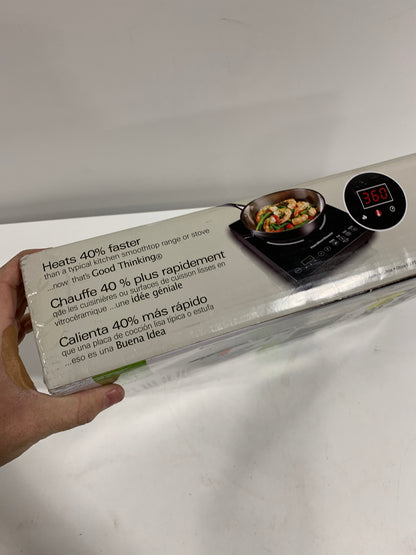 Heats 40% faster
than a typical kitchen smoothtop range or stove
...now that's Good Thinking®
Chauffe 40 % plus rapidement
qûe les cuisinières ou surfaces de cuisson lisses en
vitrocéramique ...une idée géniale.
Calienta 40% más rápido
que una placa de cocción lisa típica o estufa
...eso es una Buena Idea
360